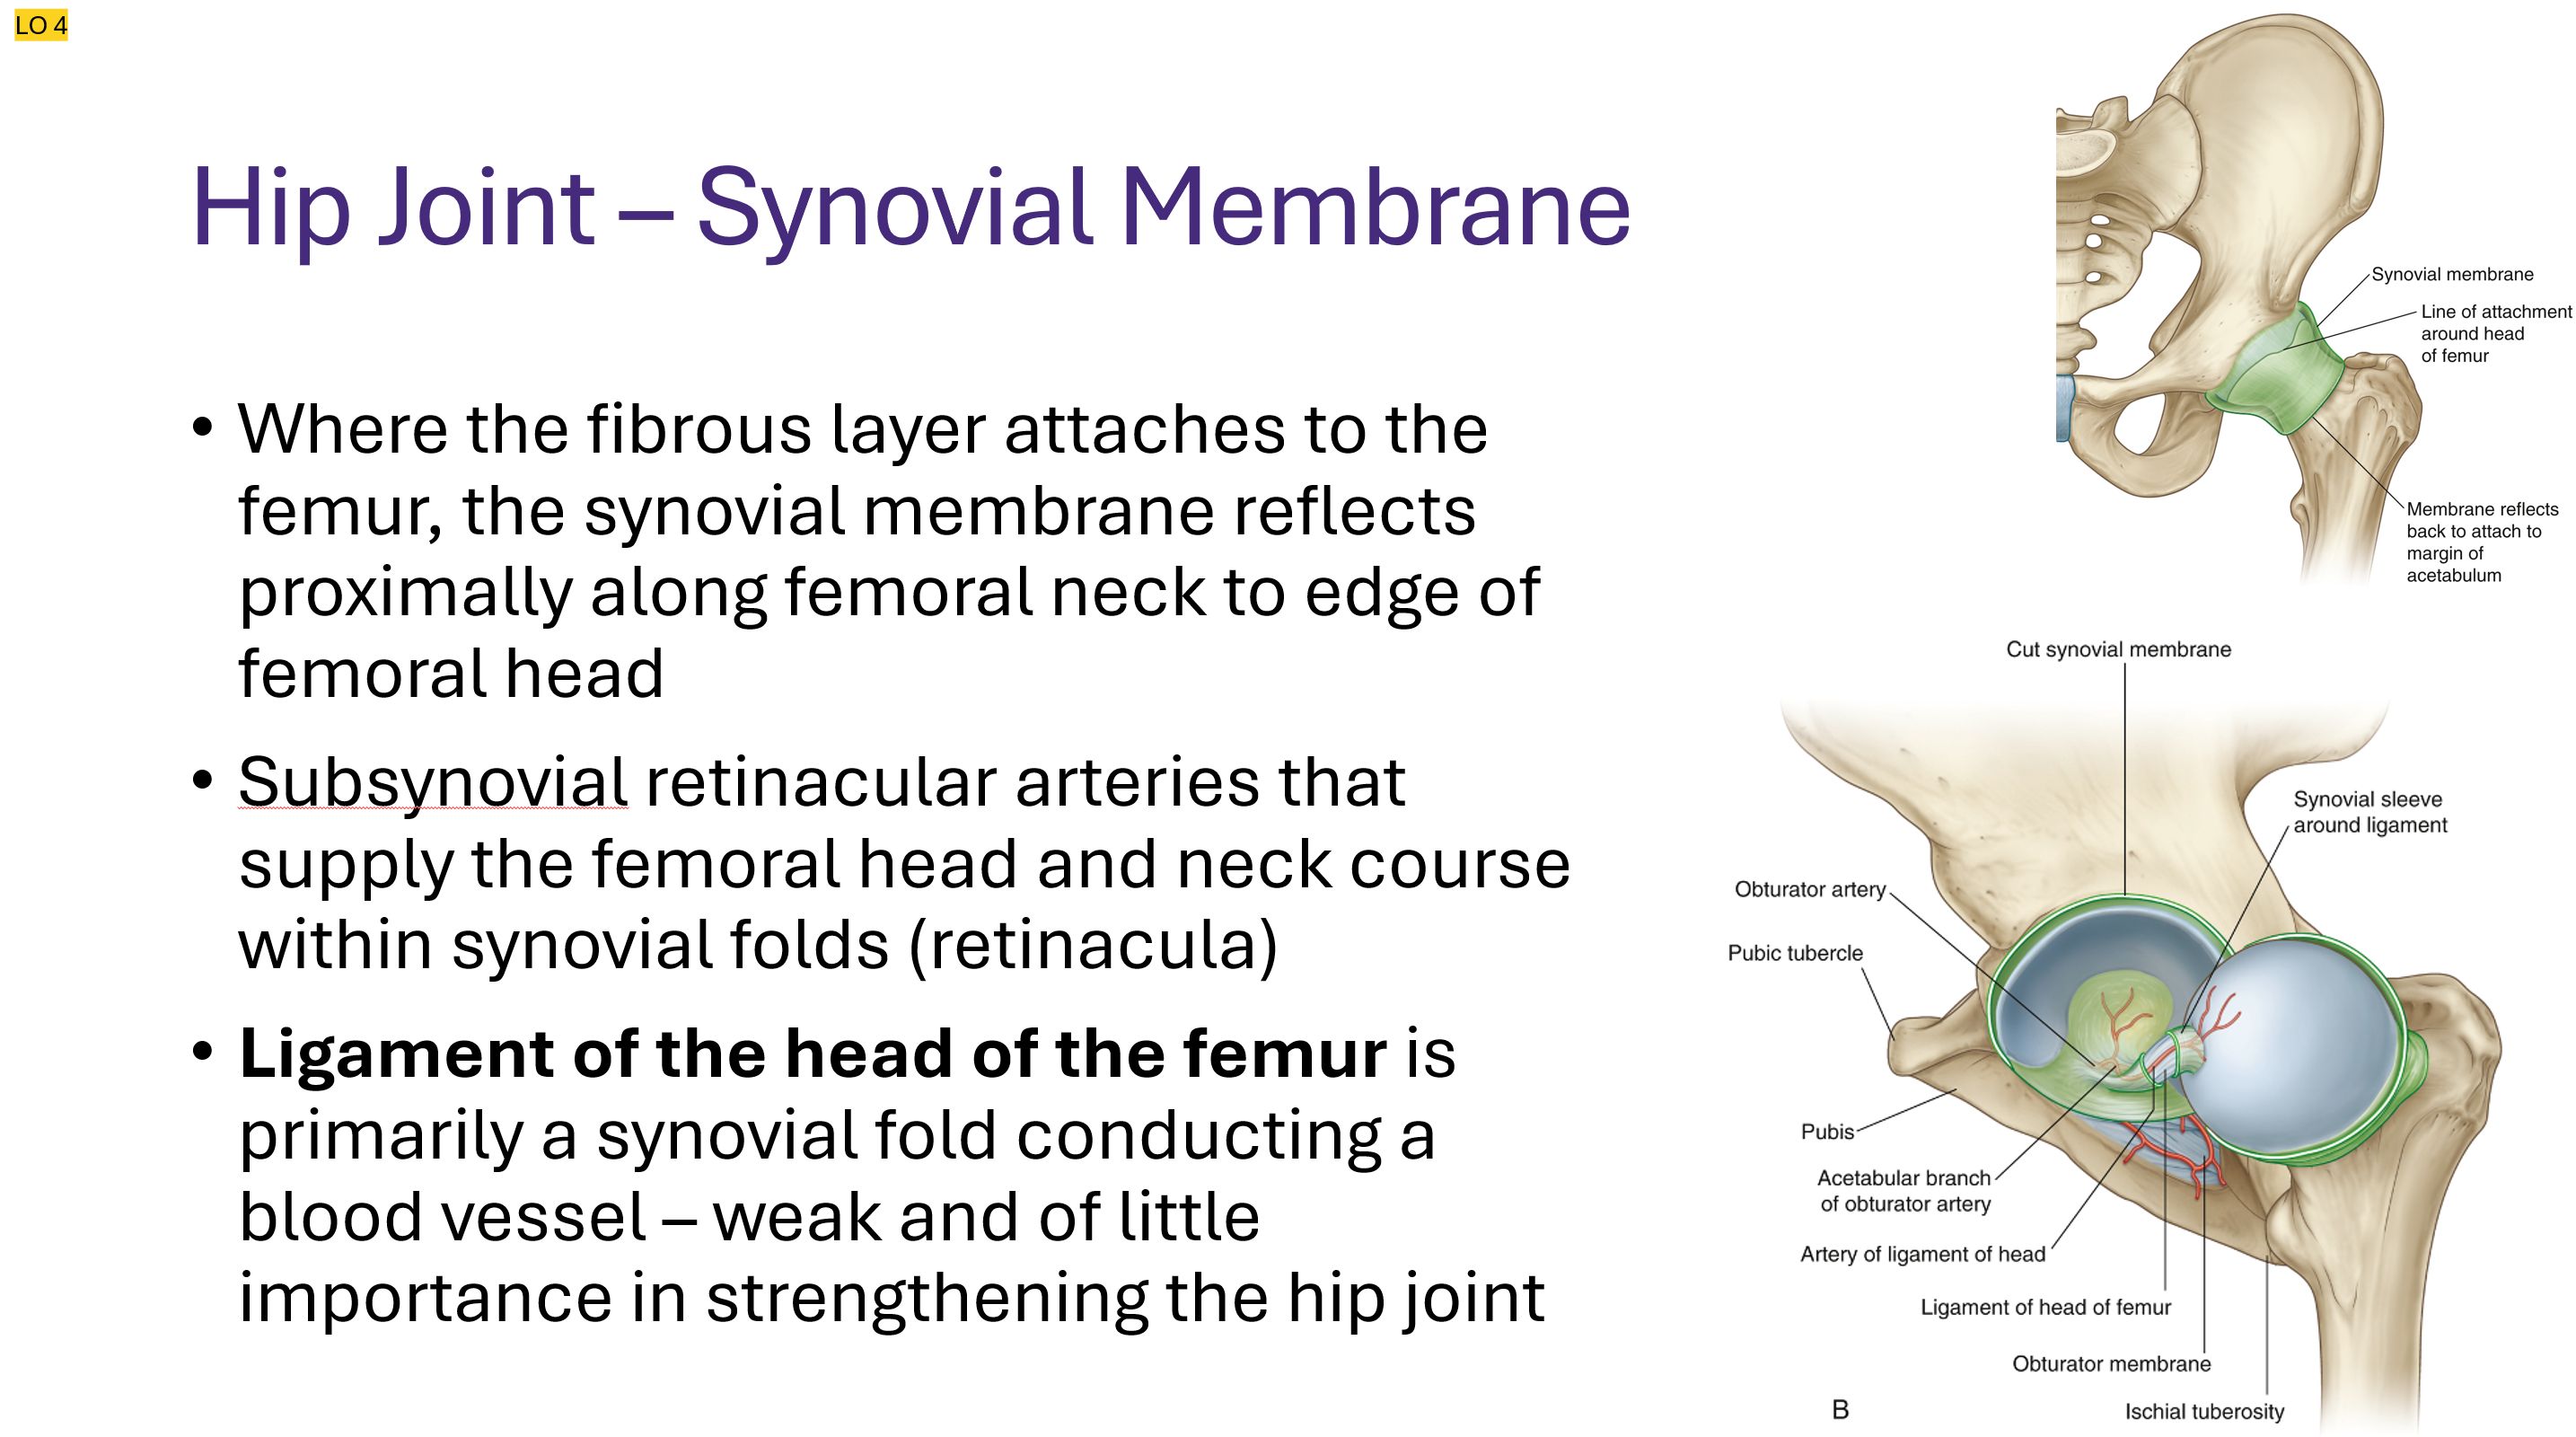 LO 4
Hip Joint – Synovial Membrane
• Where the fibrous layer attaches to the
femur, the synovial membrane reflects
proximally along femoral neck to edge of
femoral head
• Subsynovial retinacular arteries that
supply the femoral head and neck course
within synovial folds (retinacula)
• Ligament of the head of the femur is
primarily a synovial fold conducting a
blood vessel – weak and of little
importance in strengthening the hip joint
Synovial membrane
Line of attachment
around head
of femur
Membrane reflects
back to attach to
margin of
acetabulum
Cut synovial membrane
Synovial sleeve
around ligament
Obturator artery
Pubic tubercle
Pubis
Acetabular branch
of obturator artery
Artery of ligament of head
Ligament of head of femur
Obturator membrane
B
Ischial tuberosity